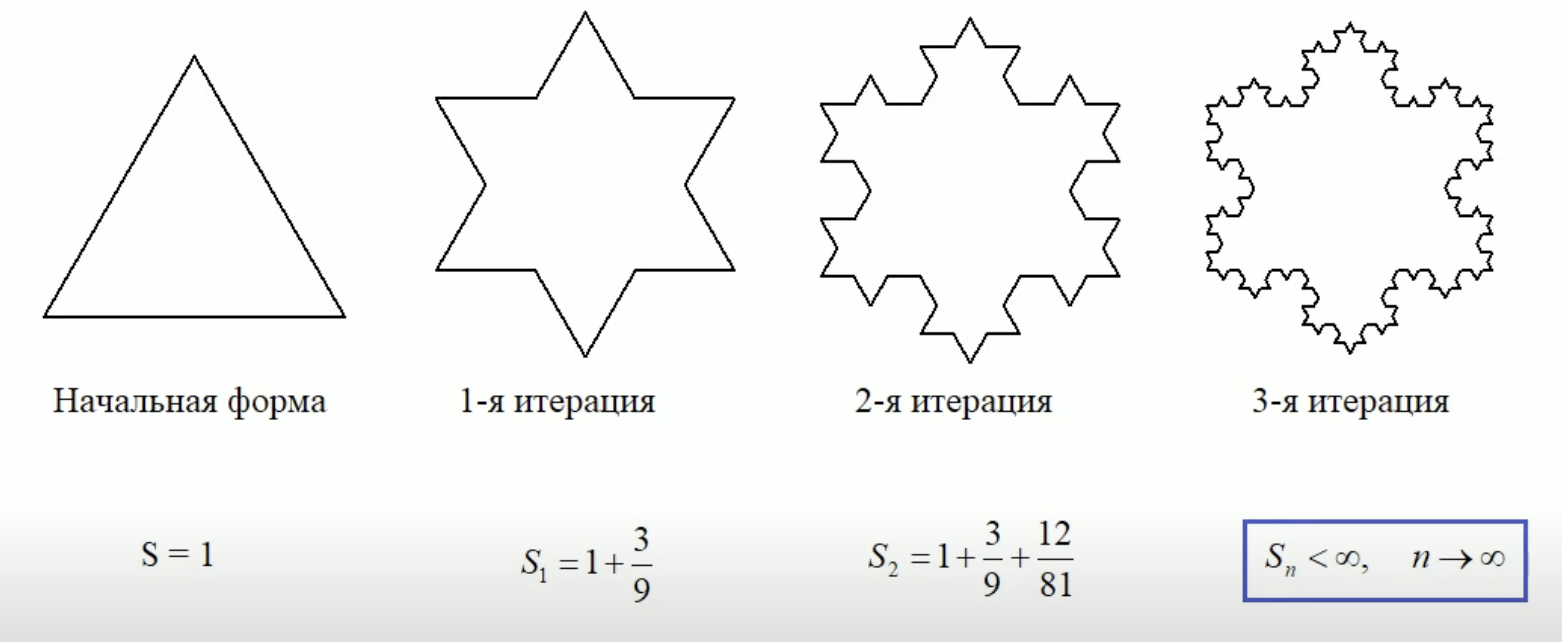 Начальная форма
1-я итерация
2-я итерация
3-я итерация
S = 1
S₁ = 1 + 3/9
S₂ = 1 + 3/9 + 12/81
Sₙ < ∞, n → ∞